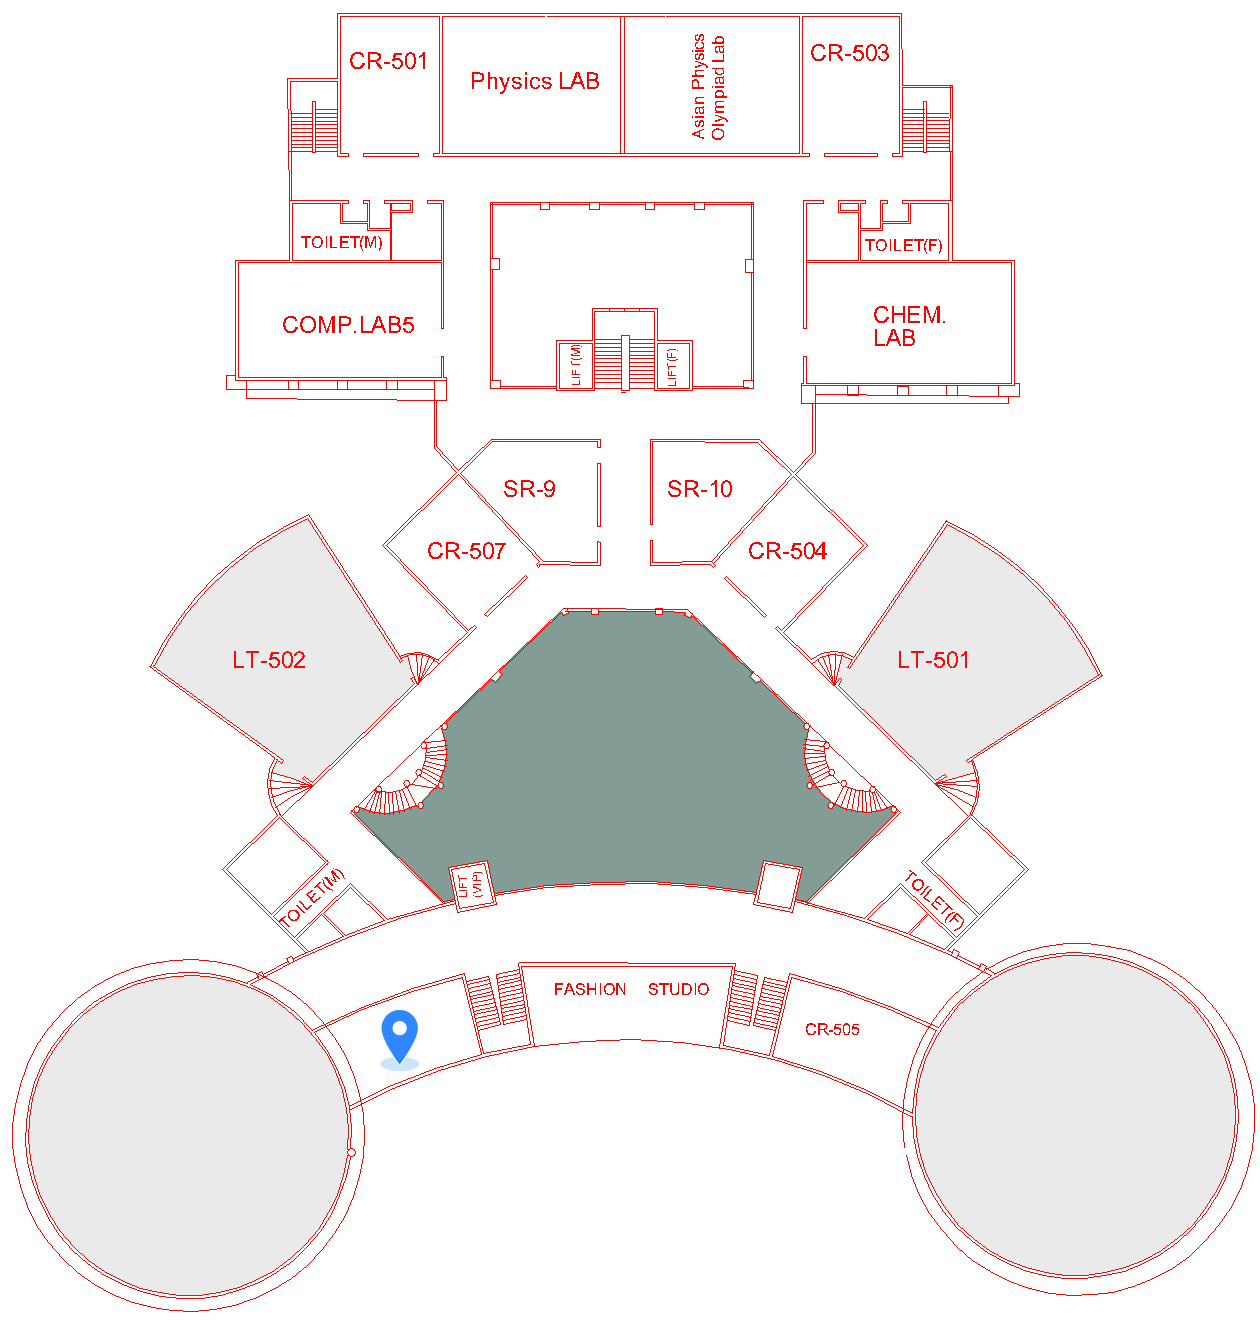 CR-501
Physics LAB
Asian Physics
Olympiad Lab
CR-503
TOILET(M)
TOILET(F)
COMP.LAB5
LIFT(M)
LIFT(F)
CHEM.
LAB
SR-9
SR-10
CR-507
CR-504
LT-502
LT-501
TOILET(M)
LIFT
(VIP)
TOILET(F)
FASHION STUDIO
CR-505